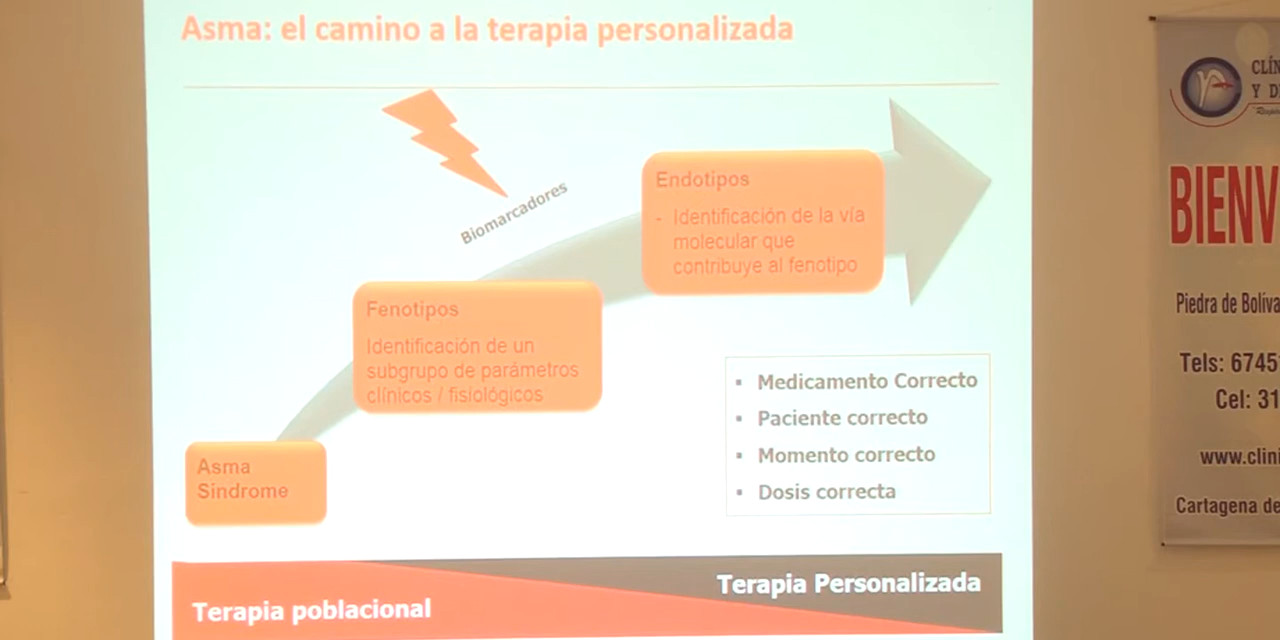 Asma: el camino a la terapia personalizada
Biomarcadores
Endotipos
- Identificación de la vía
molecular que
contribuye al fenotipo
Fenotipos
Identificación de un
subgrupo de parámetros
clínicos / fisiológicos
Asma
Sindrome
▪ Medicamento Correcto
▪ Paciente correcto
▪ Momento correcto
▪ Dosis correcta
Terapia Personalizada
Terapia poblacional
CLÍN
Y D
BIENV
Piedra de Bolíva
Tels: 6745
Cel: 31
www.clini
Cartagena de